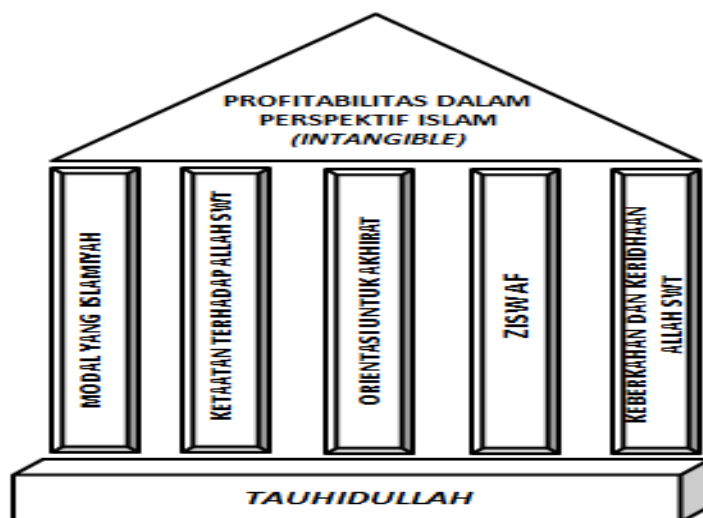 PROFITABILITAS DALAM
PERSPEKTIF ISLAM
(INTANGIBLE)
MODAL YANG ISLAMIYAH
KETAATAN TERHADAP ALLAH SWT
ORIENTASI UNTUK AKHIRAT
ZISWAF
KEBERKAHAN DAN KERIDHAAN
ALLAH SWT
TAUHIDULLAH